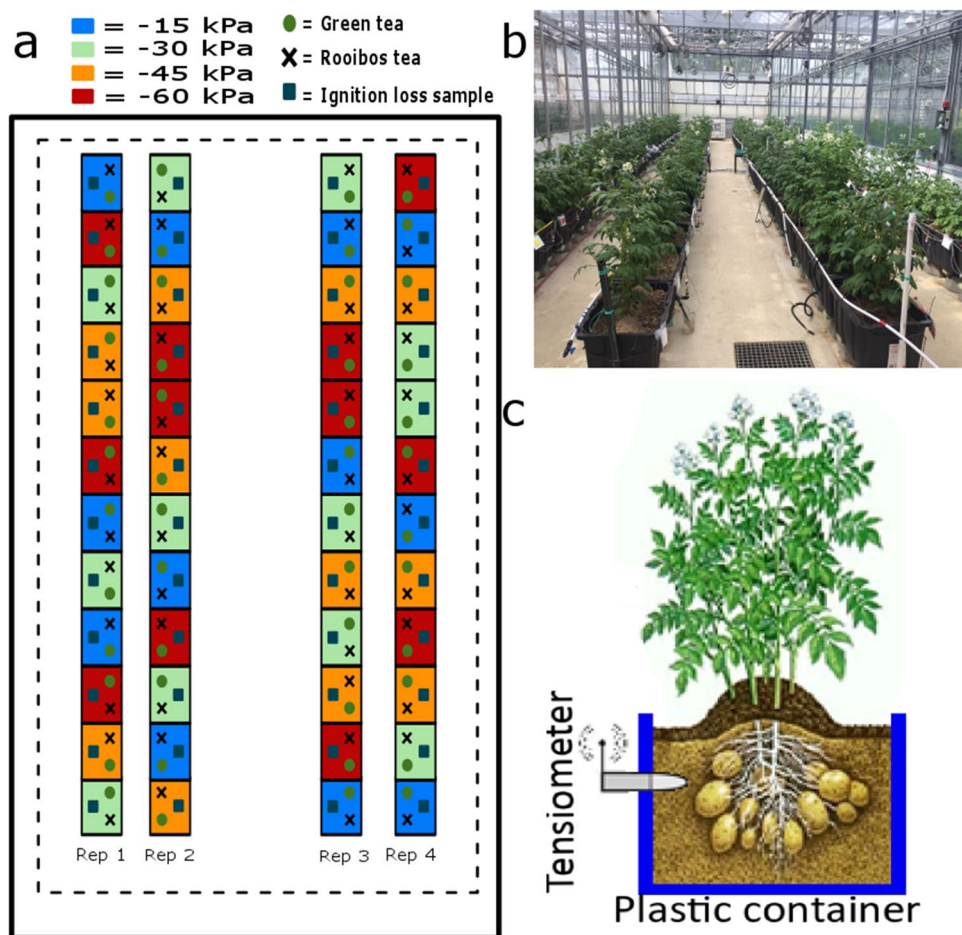 a
= -15 kPa
= -30 kPa
= -45 kPa
= -60 kPa
= Green tea
= Rooibos tea
= Ignition loss sample
Rep 1
Rep 2
Rep 3
Rep 4
b
c
Tensiometer
Plastic container